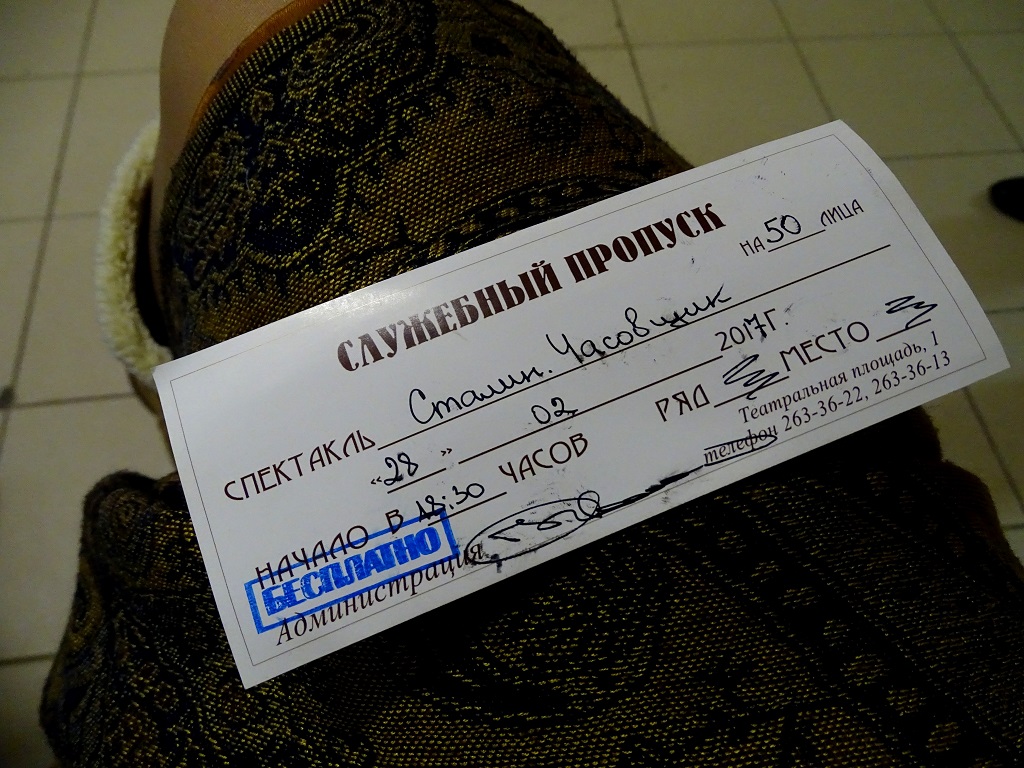 СЛУЖЕБНЫЙ ПРОПУСК НА 50 ЛИЦА
СПЕКТАКЛЬ Сталин. Часовщик
"28" 02 2017г.
НАЧАЛО В 18:30 ЧАСОВ РЯД МЕСТО
БЕСПЛАТНО
Администрация
Театральная площадь, 1
телефон 263-36-22, 263-36-13